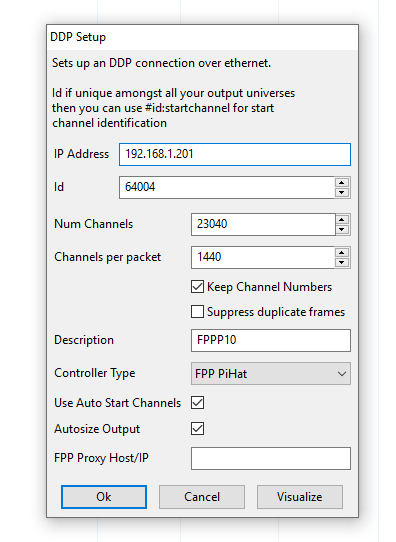 DDP Setup
Sets up an DDP connection over ethernet.
Id if unique amongst all your output universes
then you can use #id:startchannel for start
channel identification
IP Address 192.168.1.201
Id 64004
Num Channels 23040
Channels per packet 1440
Keep Channel Numbers
Suppress duplicate frames
Description FPPP10
Controller Type FPP PiHat
Use Auto Start Channels
Autosize Output
FPP Proxy Host/IP
Ok Cancel Visualize